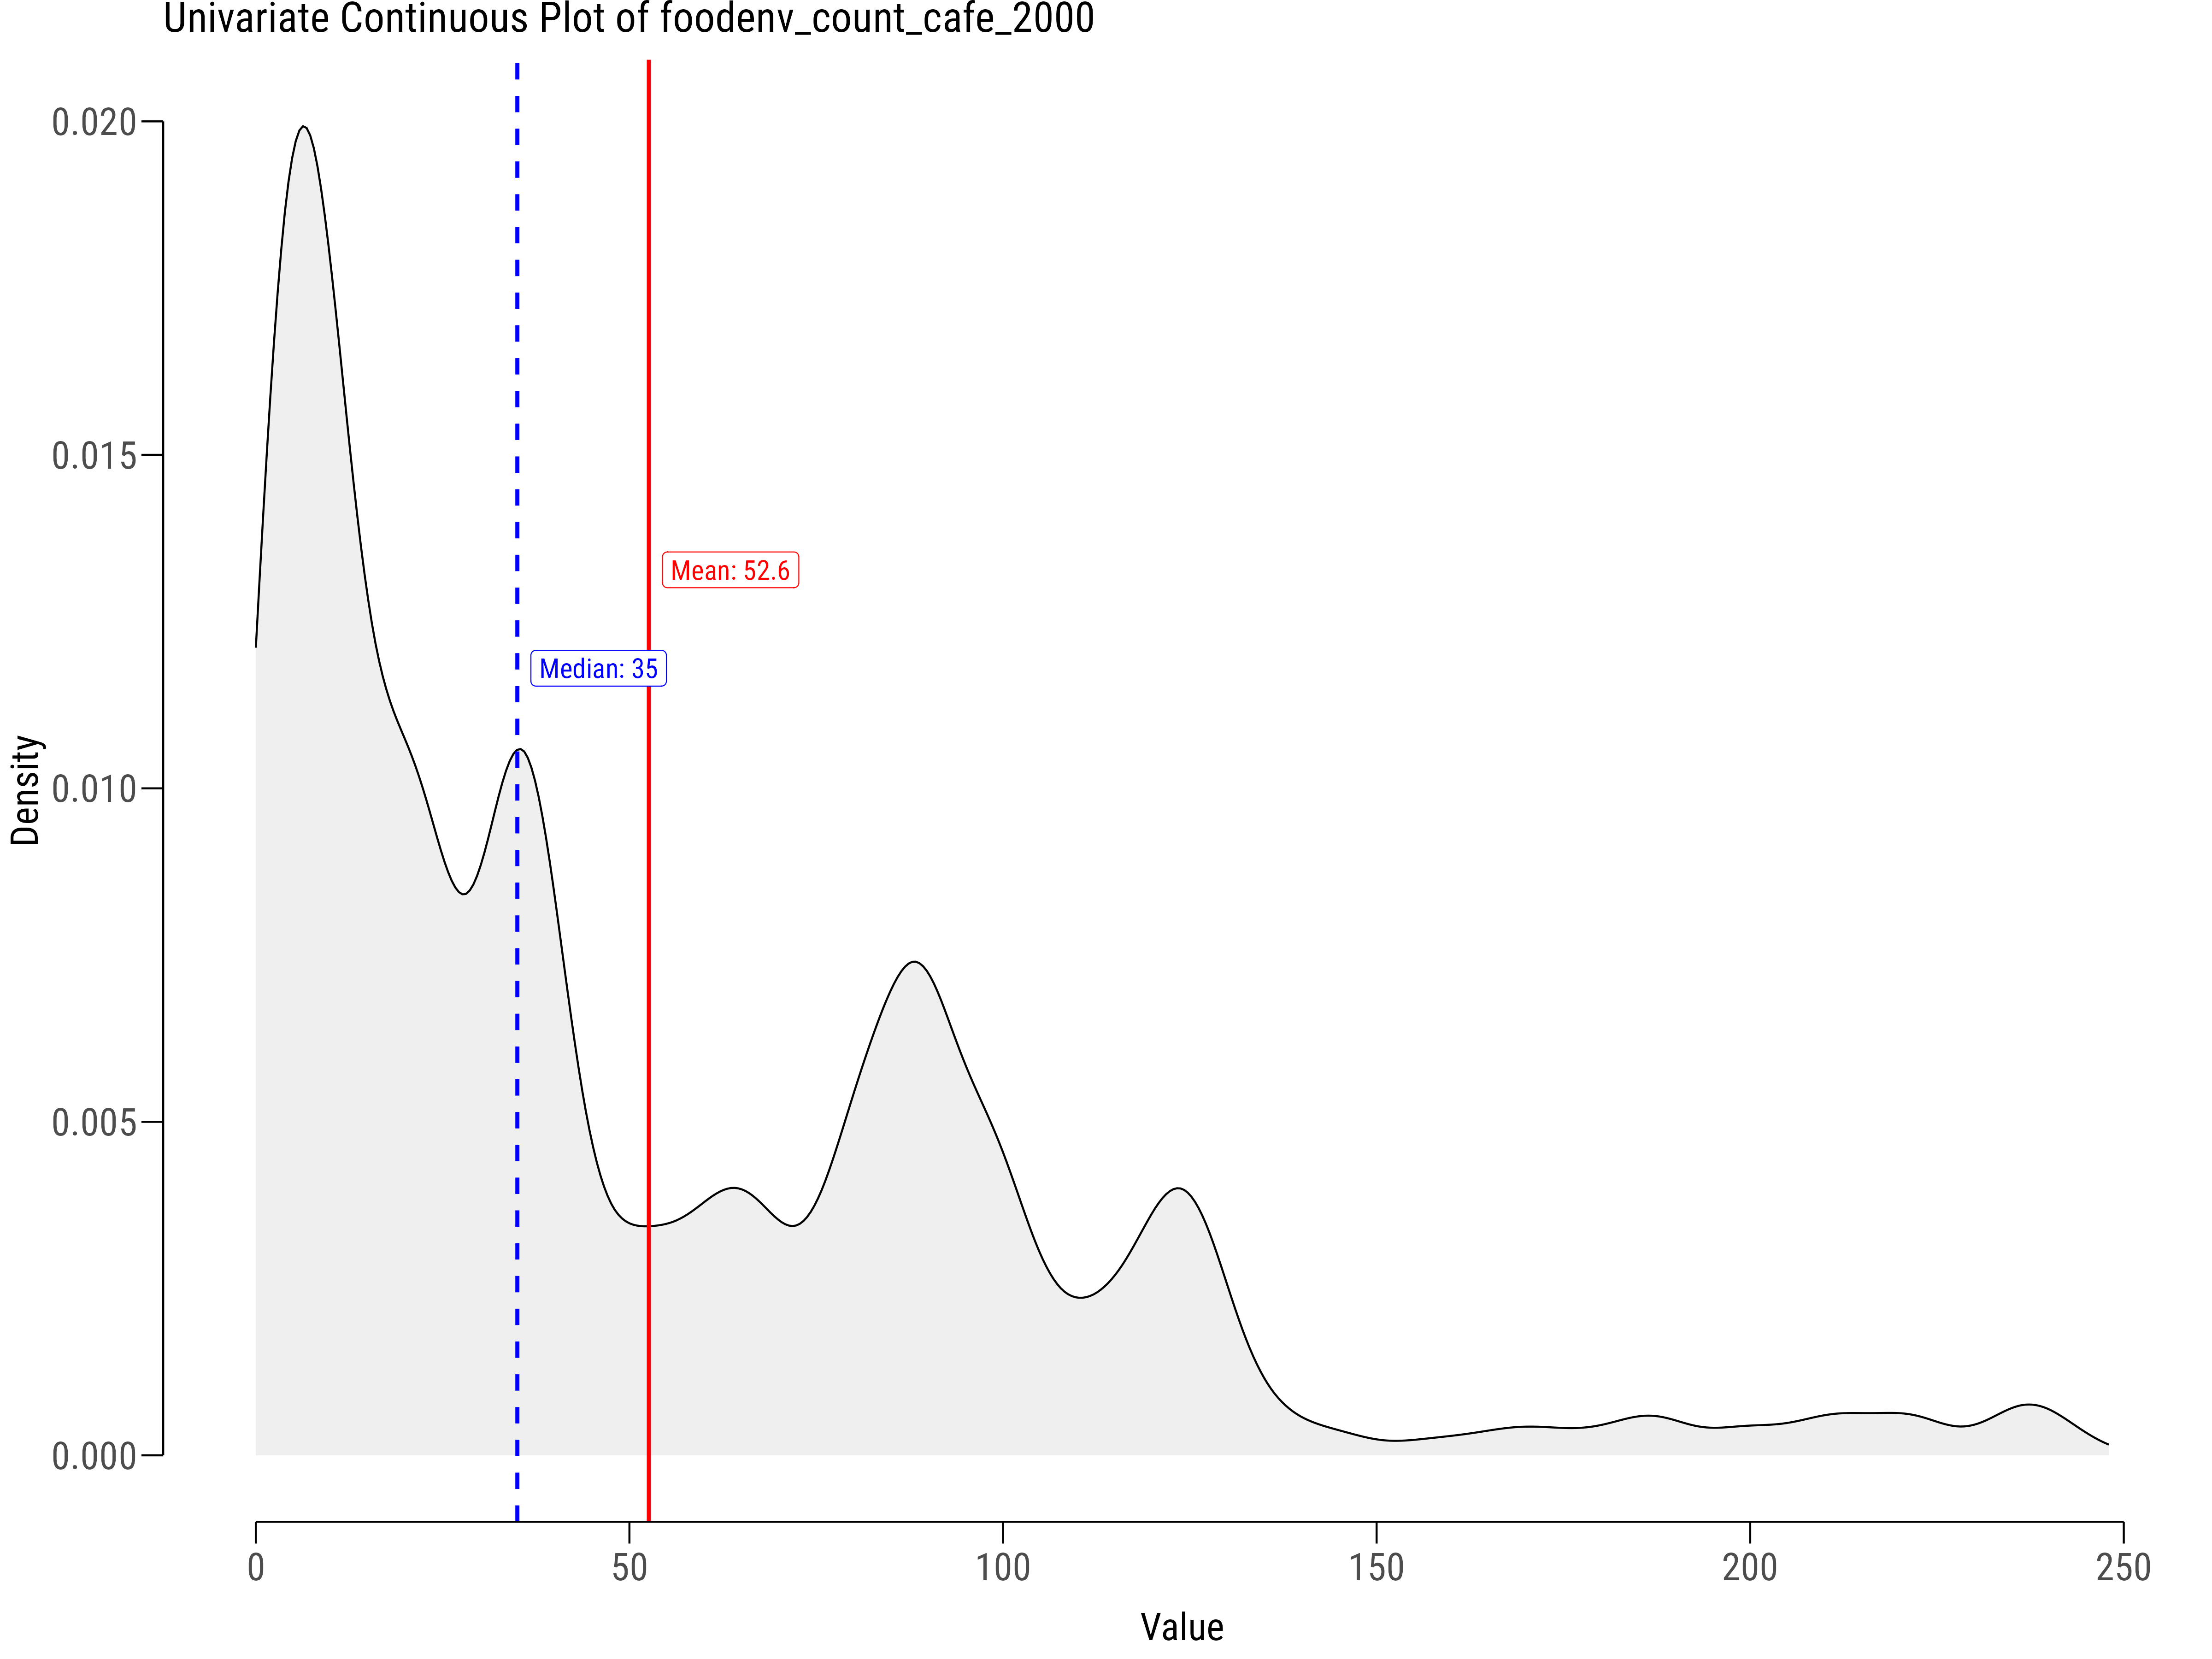 Univariate Continuous Plot of foodenv_count_cafe_2000
0.020
0.015
0.010
0.005
0.000
Density
Mean: 52.6
Median: 35
0 50 100 150 200 250
Value